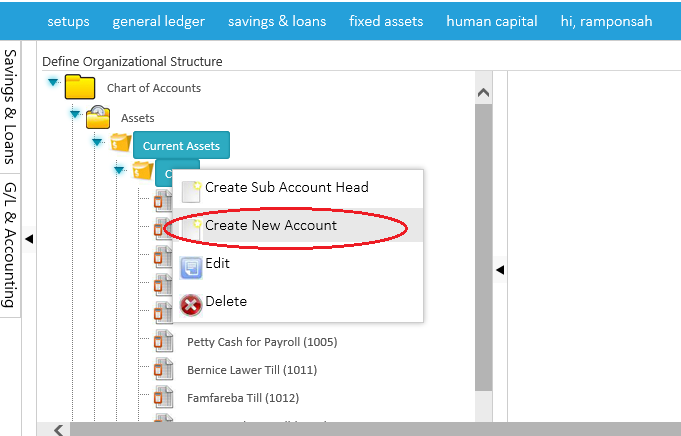 setups general ledger savings & loans fixed assets human capital hi, ramponsah
Savings & Loans
G/L & Accounting
Define Organizational Structure
Chart of Accounts
Assets
Current Assets
C
Create Sub Account Head
Create New Account
Edit
Delete
Petty Cash for Payroll (1005)
Bernice Lawer Till (1011)
Famfareba Till (1012)